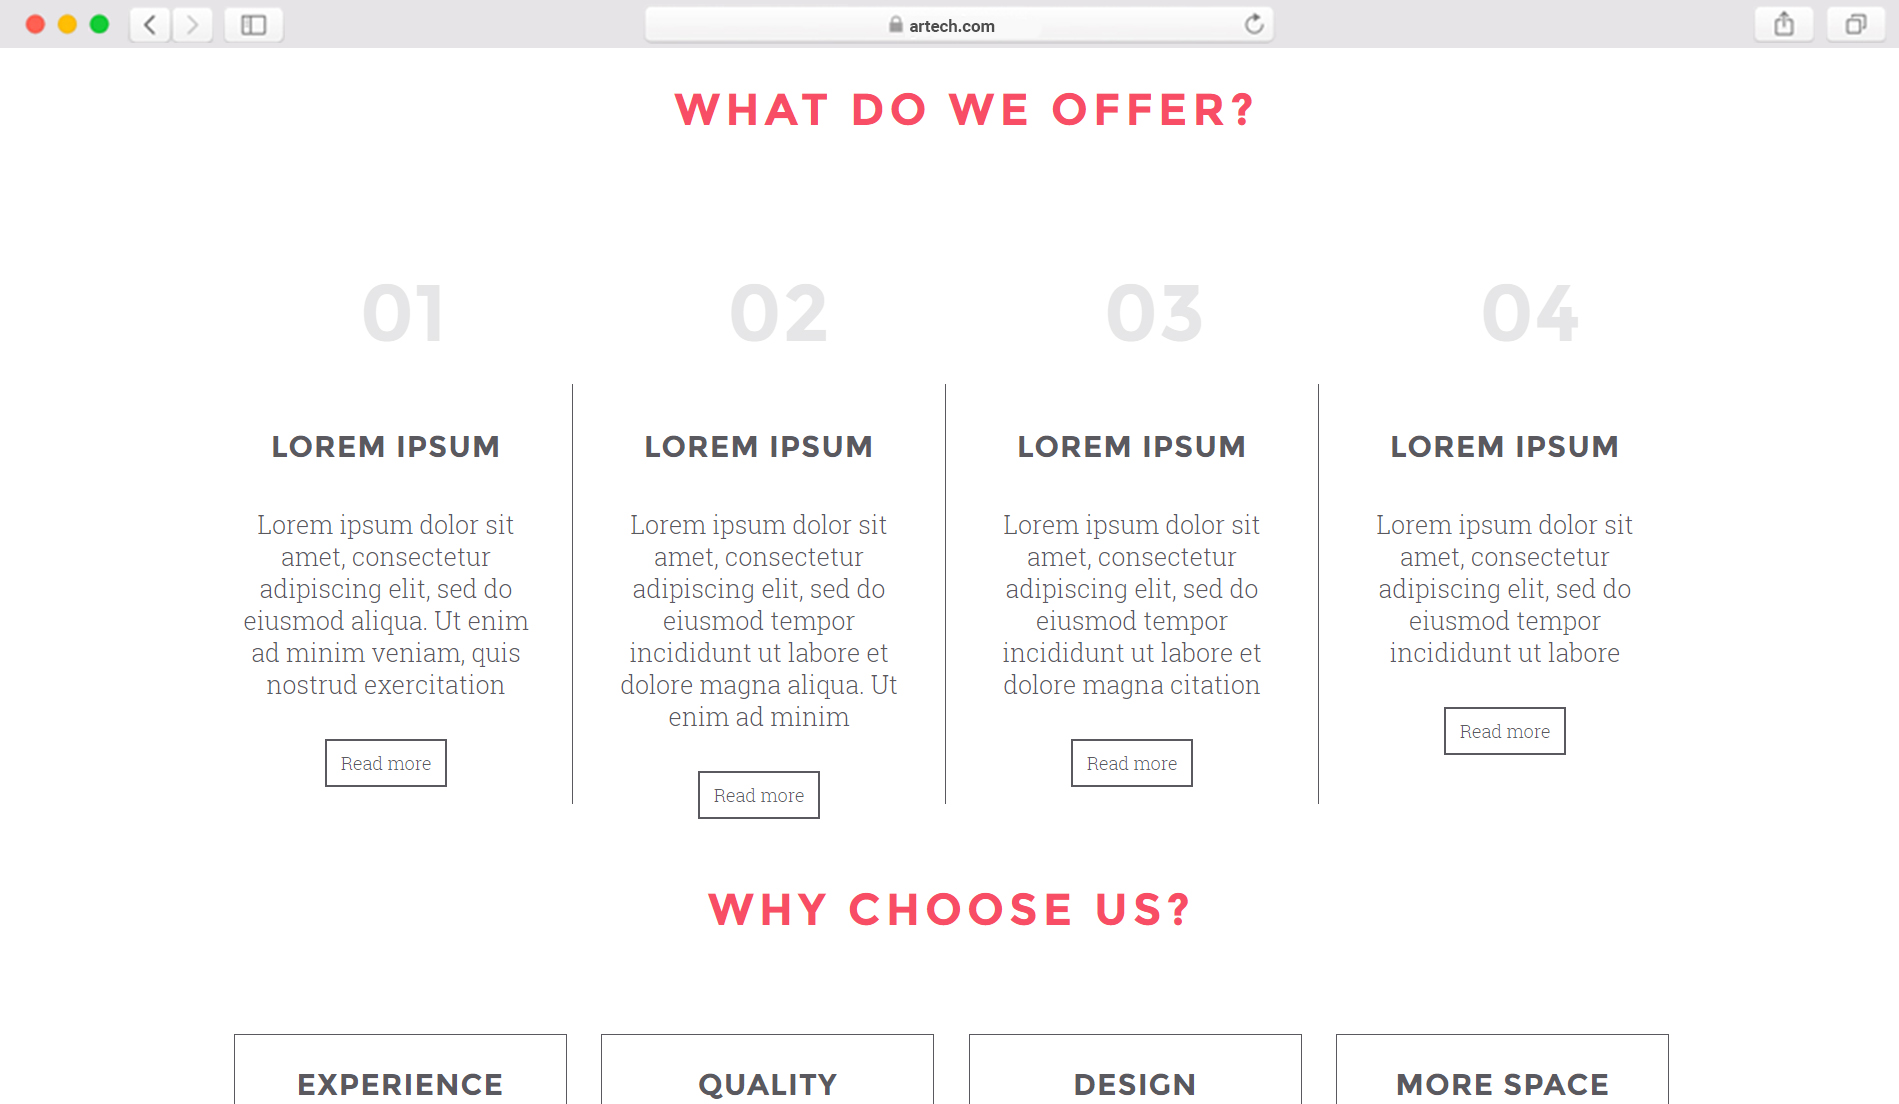 artech.com
WHAT DO WE OFFER?
01
02
03
04
LOREM IPSUM
Lorem ipsum dolor sit
amet, consectetur
adipiscing elit, sed do
eiusmod aliqua. Ut enim
ad minim veniam, quis
nostrud exercitation
Read more
LOREM IPSUM
Lorem ipsum dolor sit
amet, consectetur
adipiscing elit, sed do
eiusmod tempor
incididunt ut labore et
dolore magna aliqua. Ut
enim ad minim
Read more
LOREM IPSUM
Lorem ipsum dolor sit
amet, consectetur
adipiscing elit, sed do
eiusmod tempor
incididunt ut labore et
dolore magna citation
Read more
LOREM IPSUM
Lorem ipsum dolor sit
amet, consectetur
adipiscing elit, sed do
eiusmod tempor
incididunt ut labore
Read more
WHY CHOOSE US?
EXPERIENCE
QUALITY
DESIGN
MORE SPACE